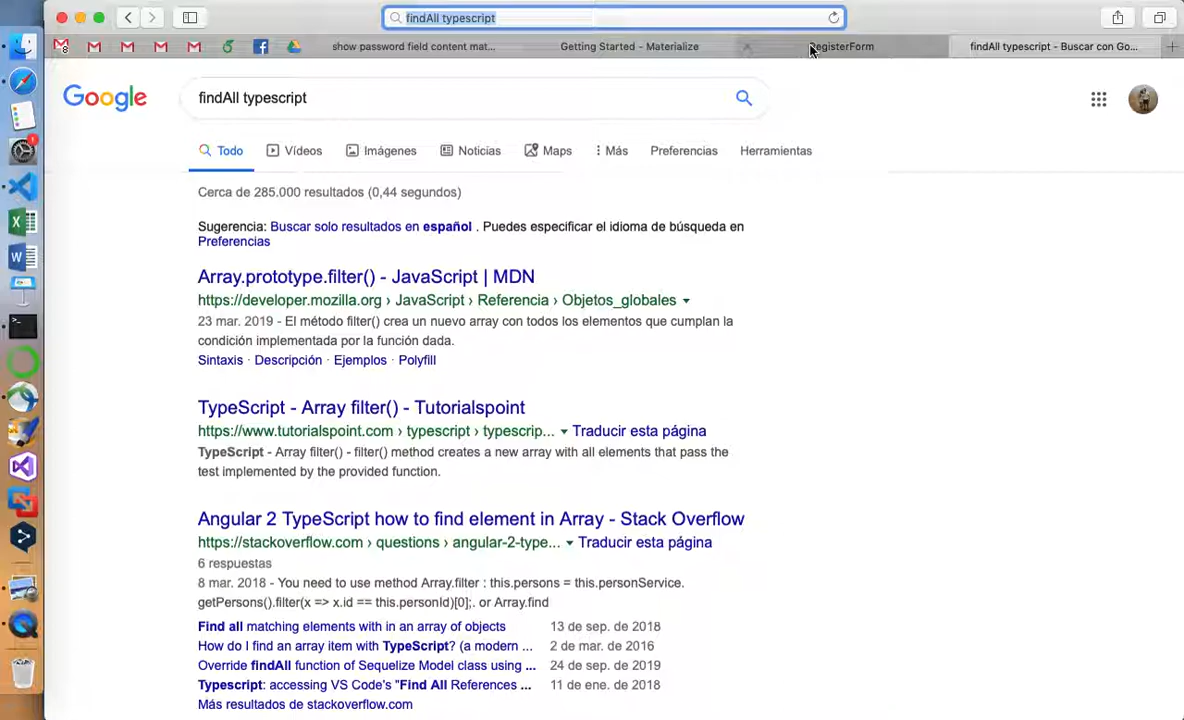 findAll typescript
show password field content mat...
Getting Started - Materialize
RegisterForm
findAll typescript - Buscar con Go...
Google
findAll typescript
Todo
Vídeos
Imágenes
Noticias
Maps
Más
Preferencias
Herramientas
Cerca de 285.000 resultados (0,44 segundos)
Sugerencia: Buscar solo resultados en español . Puedes especificar el idioma de búsqueda en
Preferencias
Array.prototype.filter() - JavaScript | MDN
https://developer.mozilla.org › JavaScript › Referencia › Objetos_globales
23 mar. 2019 - El método filter() crea un nuevo array con todos los elementos que cumplan la
condición implementada por la función dada.
Sintaxis · Descripción · Ejemplos · Polyfill
TypeScript - Array filter() - Tutorialspoint
https://www.tutorialspoint.com › typescript › typescrip... Traducir esta página
TypeScript - Array filter() - filter() method creates a new array with all elements that pass the
test implemented by the provided function.
Angular 2 TypeScript how to find element in Array - Stack Overflow
https://stackoverflow.com › questions › angular-2-type... Traducir esta página
6 respuestas
8 mar. 2018 - You need to use method Array.filter : this.persons = this.personService.
getPersons().filter(x => x.id == this.personId)[0];. or Array.find
Find all matching elements with in an array of objects 13 de sep. de 2018
How do I find an array item with TypeScript? (a modern ... 2 de mar. de 2016
Override findAll function of Sequelize Model class using ... 24 de sep. de 2019
Typescript: accessing VS Code's "Find All References ... 11 de ene. de 2018
Más resultados de stackoverflow.com